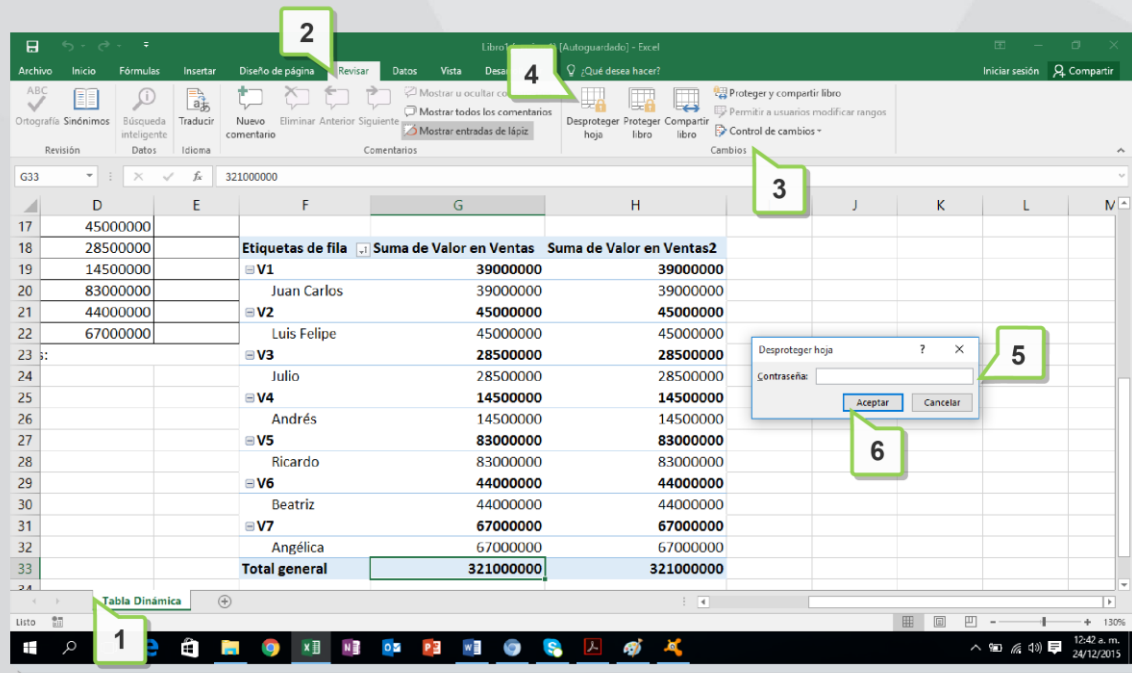 2
4
Libro1 [Autoguardado] - Excel
Archivo Inicio Fórmulas Insertar Diseño de página Revisar Datos Vista ¿Qué desea hacer? Iniciar sesión Compartir
ABC
Ortografía Sinónimos Búsqueda inteligente Traducir Nuevo comentario Eliminar Anterior Siguiente
Mostrar u ocultar
Mostrar todos los comentarios
Mostrar entradas de lápiz
Desproteger hoja Proteger libro Compartir libro
Proteger y compartir libro
Permitir a usuarios modificar rangos
Control de cambios
Revisión Datos Idioma Comentarios Cambios
3
G33 fx 321000000
D E F G H J K L M
17 45000000
18 28500000 Etiquetas de fila Suma de Valor en Ventas Suma de Valor en Ventas2
19 14500000 V1 39000000 39000000
20 83000000 Juan Carlos 39000000 39000000
21 44000000 V2 45000000 45000000
22 67000000 Luis Felipe 45000000 45000000
23 s: V3 28500000 28500000
24 Julio 28500000 28500000
25 V4 14500000 14500000
26 Andrés 14500000 14500000
27 V5 83000000 83000000
28 Ricardo 83000000 83000000
29 V6 44000000 44000000
30 Beatriz 44000000 44000000
31 V7 67000000 67000000
32 Angélica 67000000 67000000
33 Total general 321000000 321000000
34
Desproteger hoja ? ×
5
Contraseña:
Aceptar Cancelar
6
Tabla Dinámica
1
Listo 130%
12:42 a. m.
24/12/2015